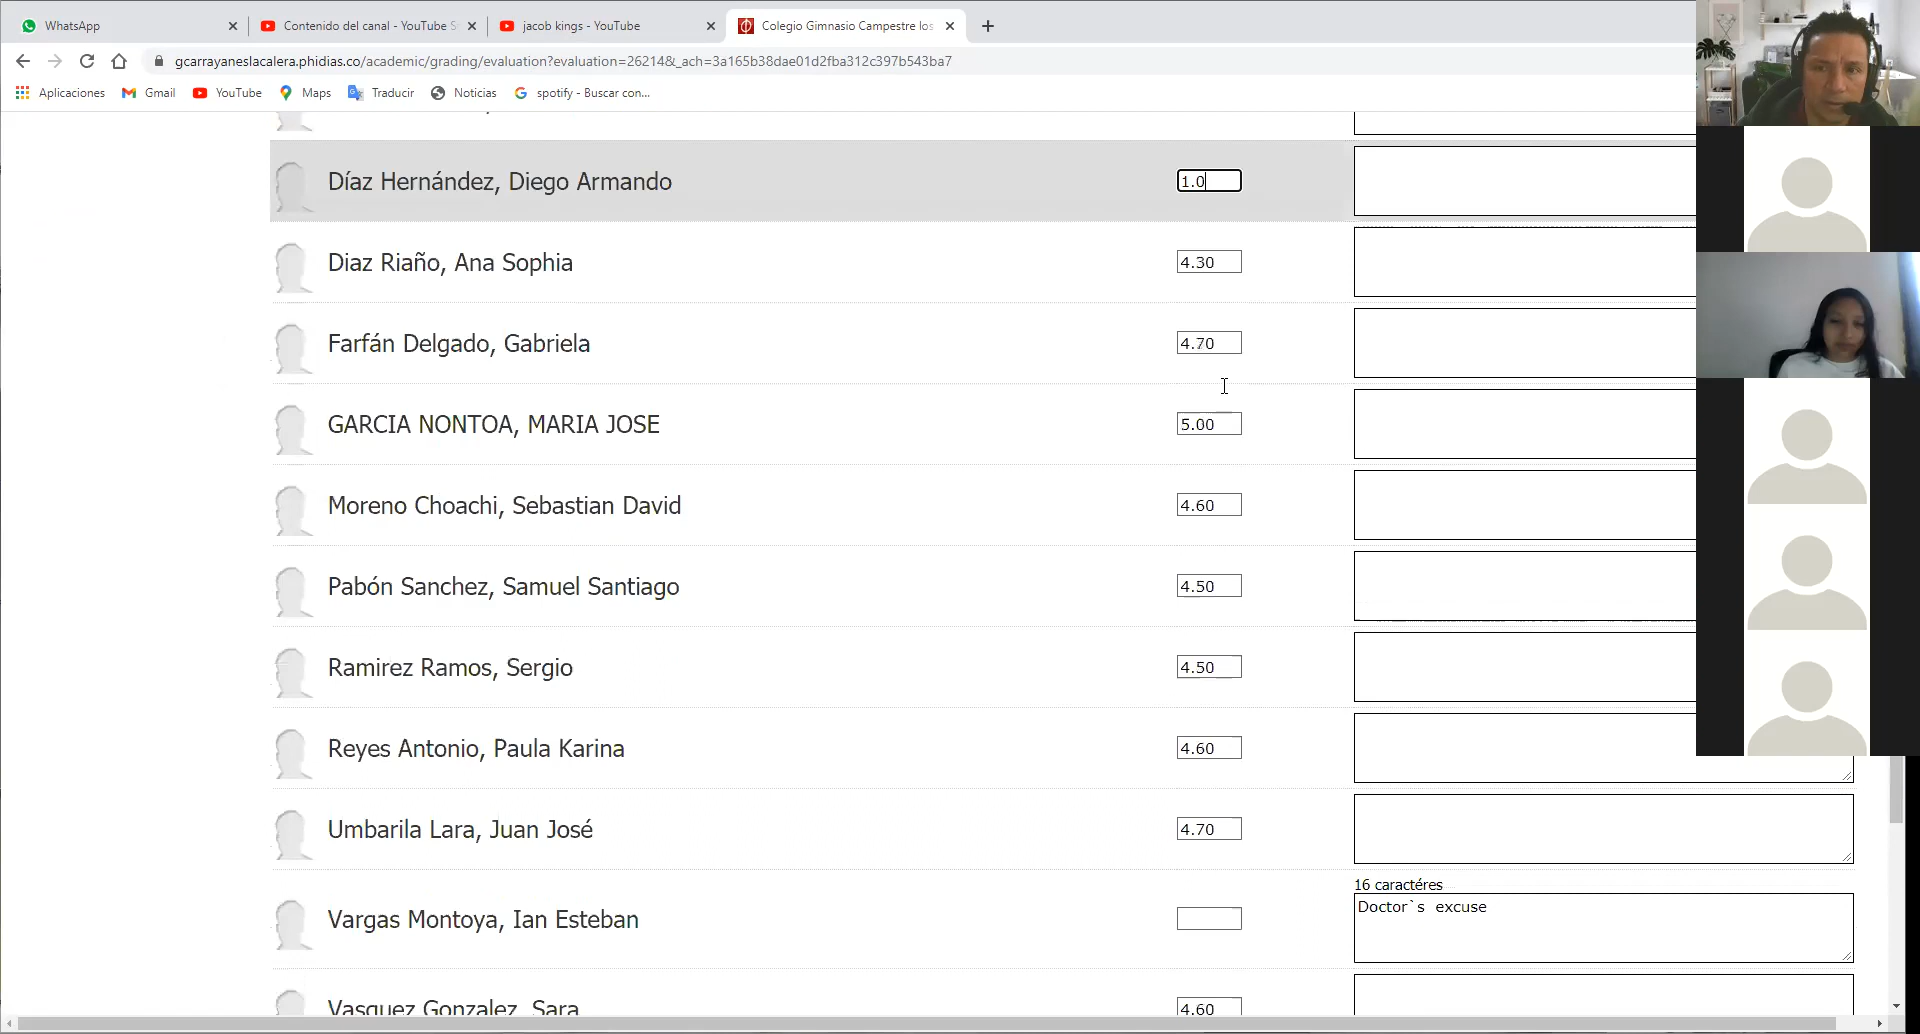 WhatsApp
Contenido del canal - YouTube S
jacob kings - YouTube
Colegio Gimnasio Campestre los
gcarrayaneslacalera.phidias.co/academic/grading/evaluation?evaluation=26214&_ach=3a165b38dae01d2fba312c397b543ba7
Aplicaciones
Gmail
YouTube
Maps
Traducir
Noticias
spotify - Buscar con...
Díaz Hernández, Diego Armando 1.0
Diaz Riaño, Ana Sophia 4.30
Farfán Delgado, Gabriela 4.70
GARCIA NONTOA, MARIA JOSE 5.00
Moreno Choachi, Sebastian David 4.60
Pabón Sanchez, Samuel Santiago 4.50
Ramirez Ramos, Sergio 4.50
Reyes Antonio, Paula Karina 4.60
Umbarila Lara, Juan José 4.70
16 caractéres
Vargas Montoya, Ian Esteban Doctor`s excuse
Vasquez Gonzalez, Sara 4.60